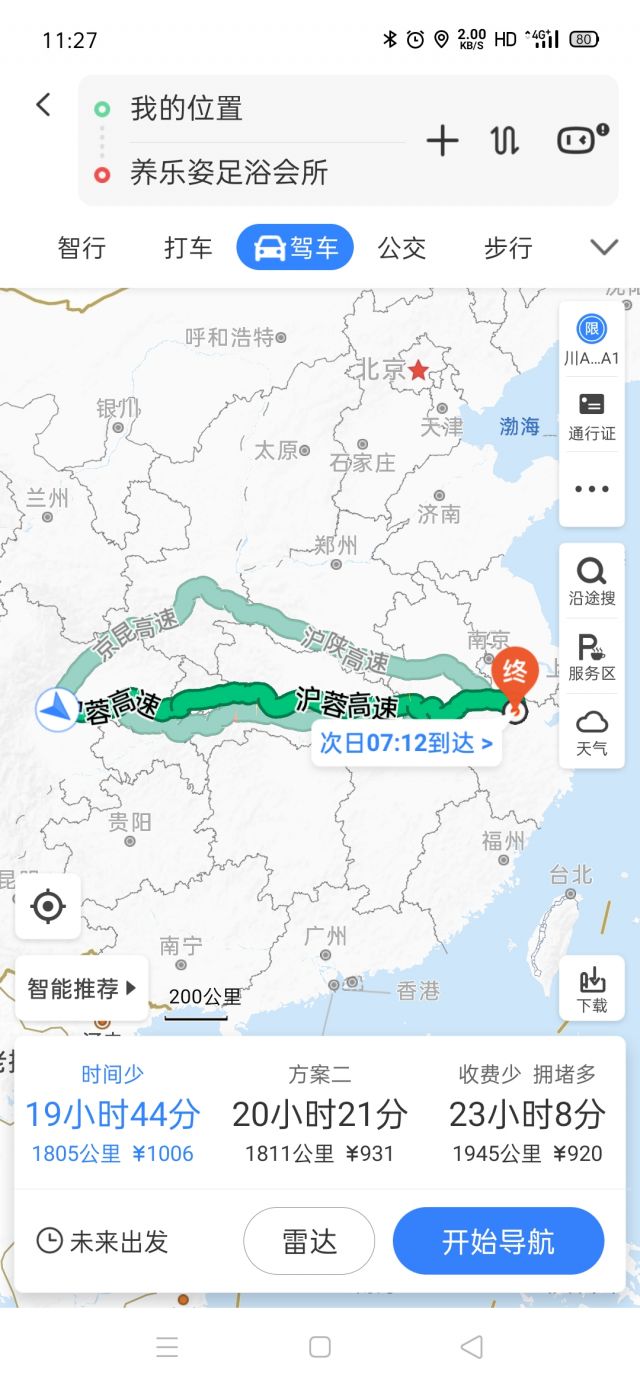 11:27
2.00 KB/S HD 4G+ 80
我的位置
养乐姿足浴会所
智行 打车 驾车 公交 步行
呼和浩特
限
川A...A1
北京
银川
天津
渤海
通行证
太原
石家庄
兰州
济南
郑州
沿途搜
京昆高速
沪陕高速
南京
终
服务区
蓉高速
沪蓉高速
次日07:12到达 >
天气
贵阳
福州
台北
南宁
广州
智能推荐
200公里
香港
下载
时间少 方案二 收费少 拥堵多
19小时44分 20小时21分 23小时8分
1805公里 ¥1006 1811公里 ¥931 1945公里 ¥920
未来出发 雷达 开始导航